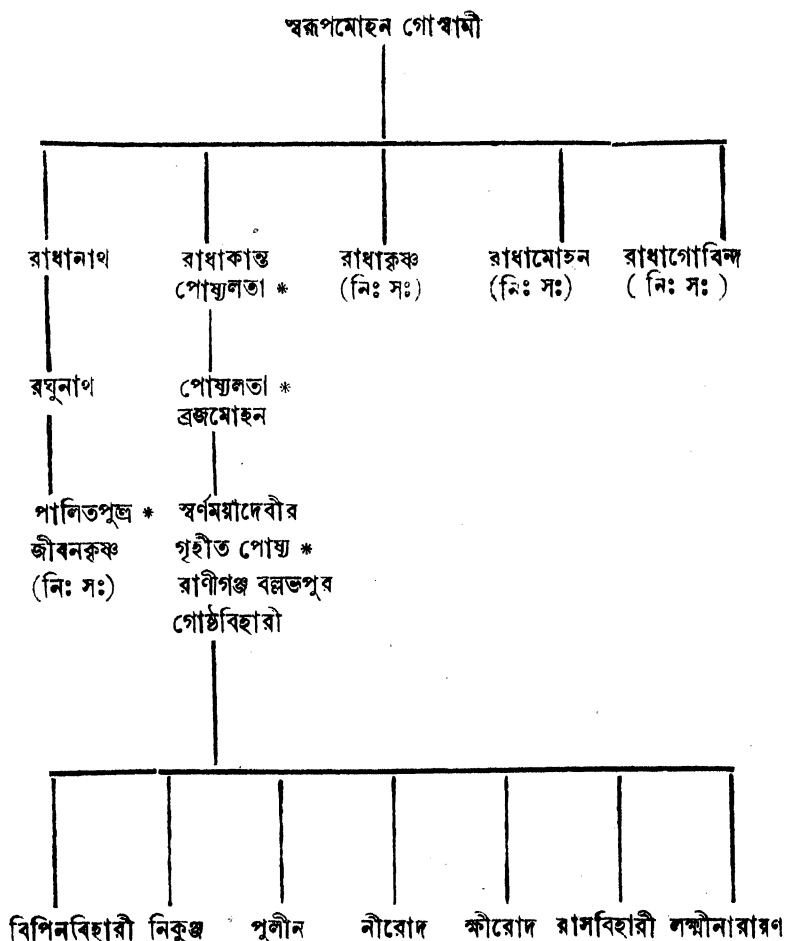 স্বরূপমোহন গোস্বামী
রাধানাথ রাধাকান্ত রাধাকৃষ্ণ রাধামোহন রাধাগোবিন্দ
পোষ্যলতা * (নিঃ সঃ) (নিঃ সঃ) ( নিঃ সঃ )
রঘুনাথ পোষ্যলতা *
ব্রজমোহন
পালিতপুত্র * স্বর্ণময়ীদেবীর
জীবনকৃষ্ণ গৃহীত পোষ্য *
(নিঃ সঃ) রাণীগঞ্জ বল্লভপুর
গোষ্ঠবিহারী
বিপিনবিহারী নিকুঞ্জ পুলীন নীরোদ ক্ষীরোদ রাসবিহারী লক্ষ্মীনারায়ণ